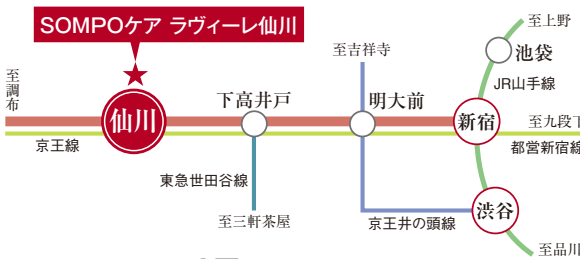 SOMPOケア ラヴィーレ仙川
至上野
池袋
JR山手線
至吉祥寺
至調布
仙川
下高井戸
明大前
新宿
至九段下
京王線
都営新宿線
東急世田谷線
至三軒茶屋
京王井の頭線
渋谷
至品川